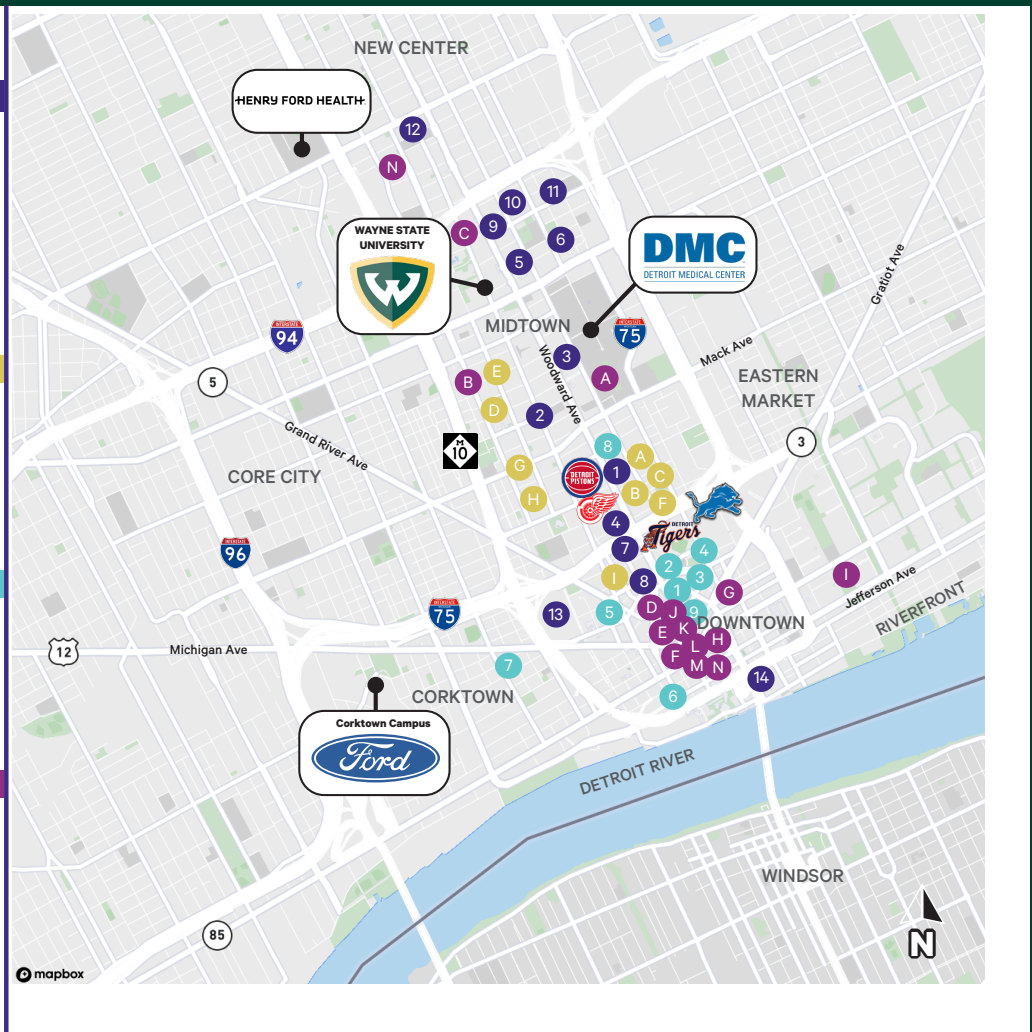 NEW CENTER
HENRY FORD HEALTH
12
N
11
10
9
C
6
5
WAYNE STATE
UNIVERSITY
W
DMC
DETROIT MEDICAL CENTER
Gratiot Ave
MIDTOWN
INTERSTATE
94
INTERSTATE
75
Woodward Ave
Mack Ave
3
A
E
B
5
EASTERN
MARKET
D
2
Grand River Ave
M
10
3
8
A
G
DETROIT
PISTONS
1
C
CORE CITY
B
H
F
4
DETROIT
Tigers
INTERSTATE
96
7
4
2
3
I
8
1
G
I
Jefferson Ave
RIVERFRONT
INTERSTATE
75
13
5
D
J
9
DOWNTOWN
E
K
H
12
Michigan Ave
L
F
M
N
7
14
CORKTOWN
6
Corktown Campus
Ford
DETROIT RIVER
WINDSOR
85
N
mapbox